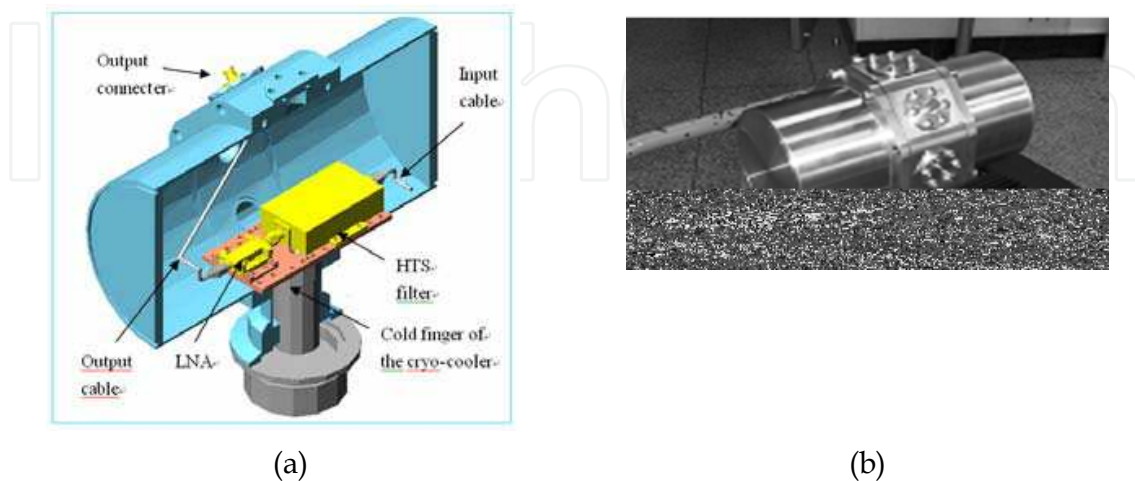 Output
connecter
Input
cable
HTS
filter
Cold finger of
the cryo-cooler
LNA
Output
cable
(a)
(b)